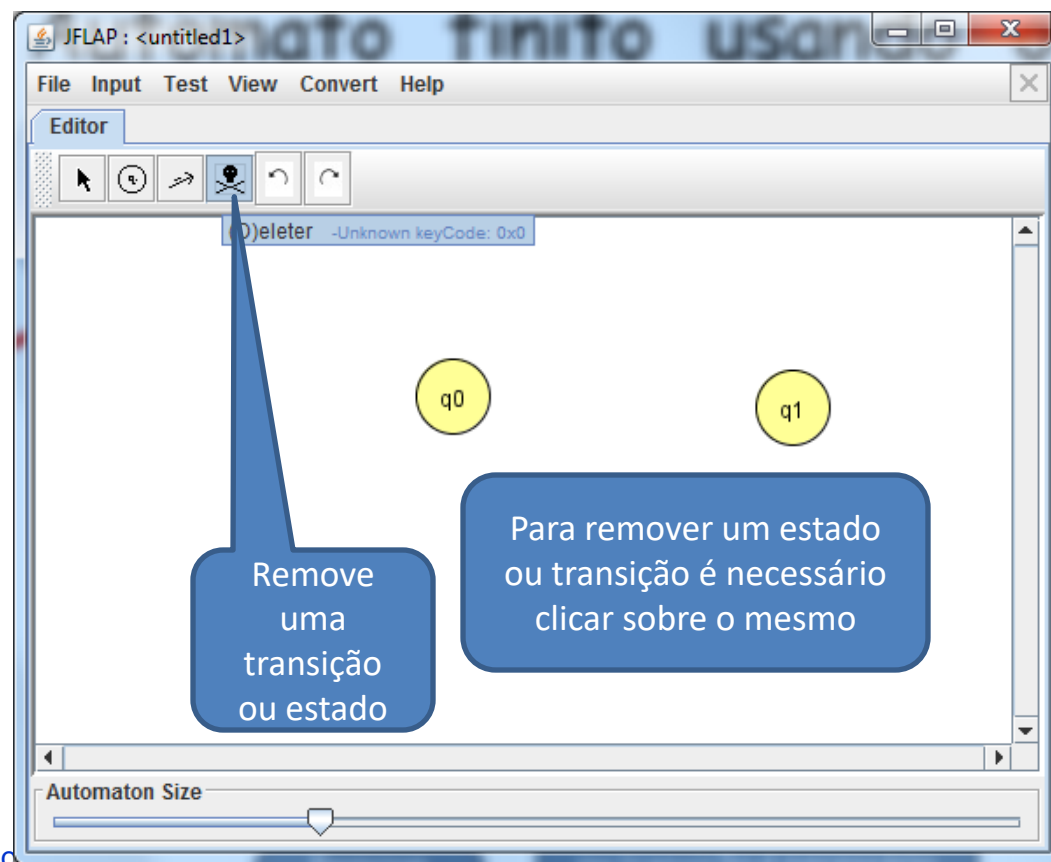 JFLAP : <untitled1>
File Input Test View Convert Help
Editor
(D)eleter -Unknown keyCode: 0x0
q0
q1
Para remover um estado
ou transição é necessário
clicar sobre o mesmo
Remove
uma
transição
ou estado
Automaton Size